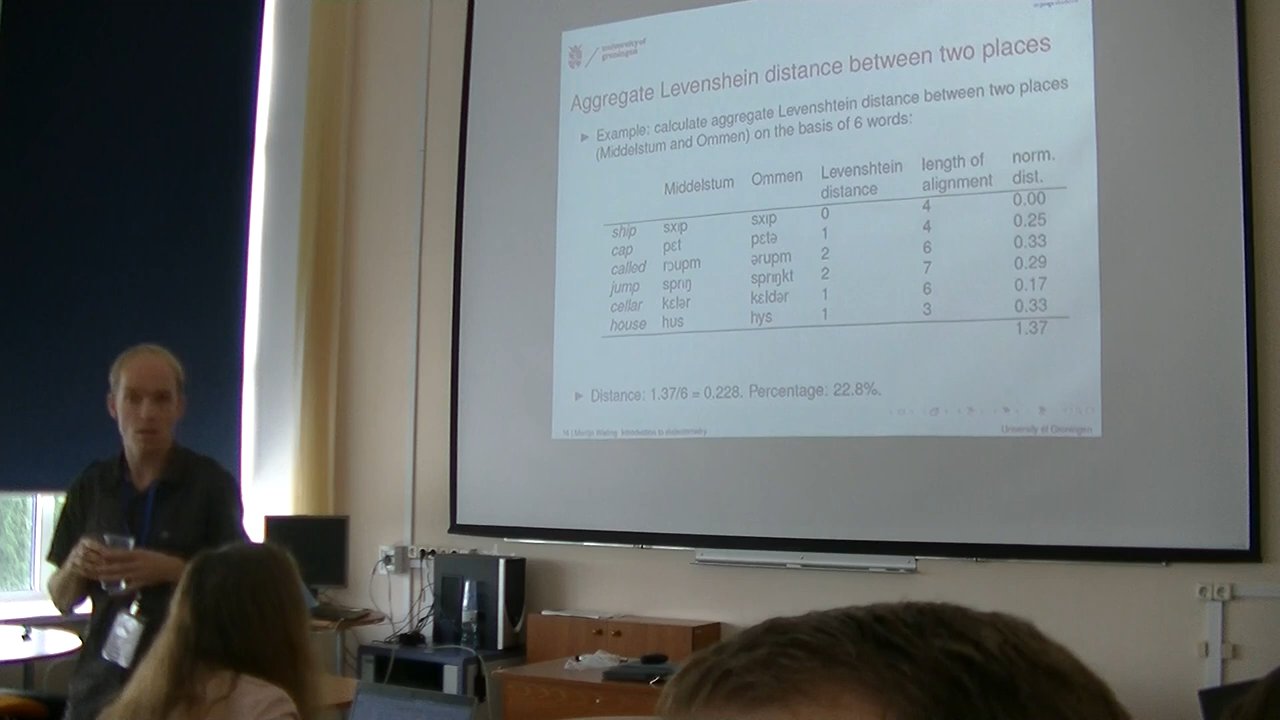 university of
groningen
Aggregate Levenshein distance between two places
▶ Example: calculate aggregate Levenshtein distance between two places
(Middelstum and Ommen) on the basis of 6 words:
Middelstum Ommen Levenshtein distance length of alignment norm. dist.
ship sxɪp sxɪp 0 4 0.00
cap pɛt pɛtə 1 4 0.25
called rɔupm ərupm 2 6 0.33
jump sprɪŋ sprɪŋkt 2 7 0.29
cellar kɛlər kɛldər 1 6 0.17
house hus hys 1 3 0.33
1.37
▶ Distance: 1.37/6 = 0.228. Percentage: 22.8%.
Introduction to dialectometry
University of Groningen